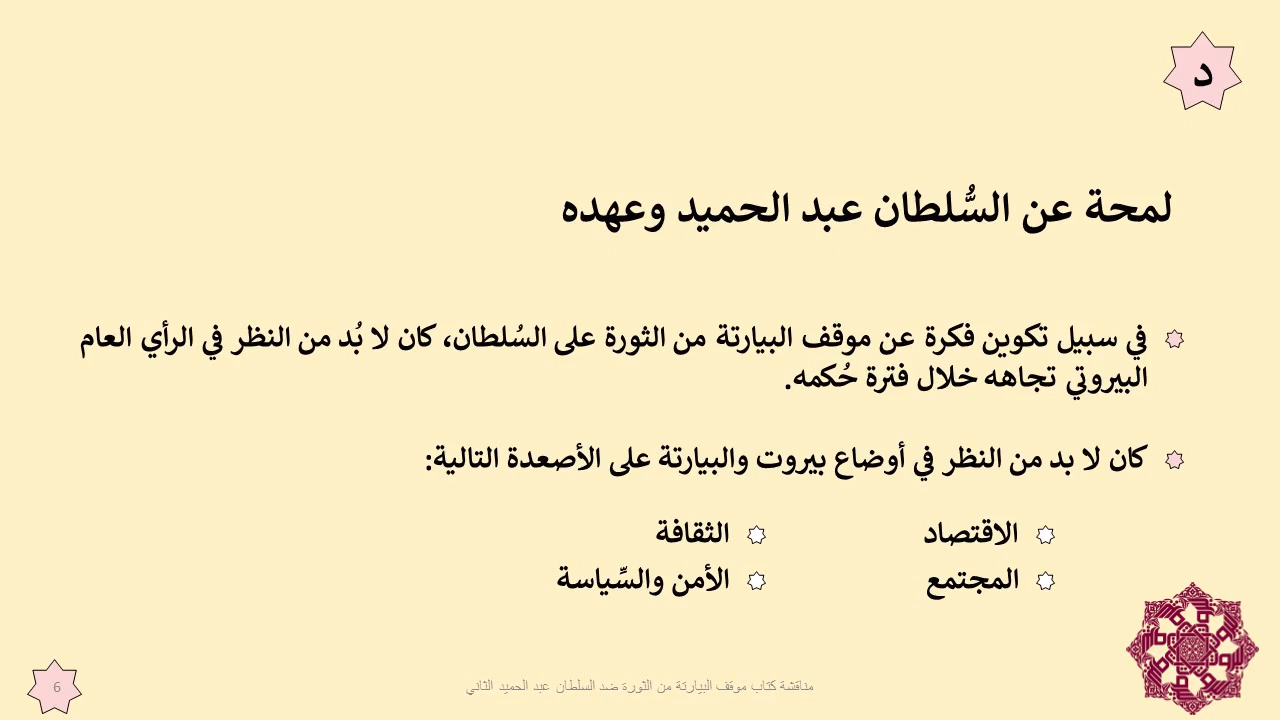 د
لمحة عن السُّلطان عبد الحميد وعهده
في سبيل تكوين فكرة عن موقف البيارتة من الثورة على السُلطان، كان لا بُد من النظر في الرأي العام
البيروتي تجاهه خلال فترة حُكمه.
كان لا بد من النظر في أوضاع بيروت والبيارتة على الأصعدة التالية:
الاقتصاد
المجتمع
الثقافة
الأمن والسِّياسة
مناقشة كتاب موقف البيارتة من الثورة ضد السلطان عبد الحميد الثاني
6